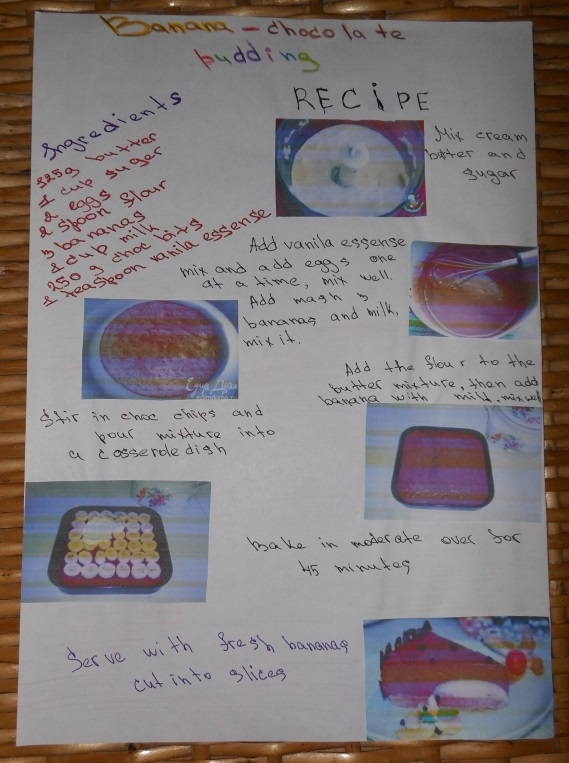 Banana - chocolate
pudding
RECIPE
Ingredients
125g butter
1 cup suger
2 eggs
2 spoon flour
3 bananas
1 cup milk
250 g choc bits
1 teaspoon vanila essense
Mix cream
butter and
sugar
Add vanila essense
mix and add eggs one
at a time, mix well.
Add mash 3
bananas and milk,
mix it.
Add the flour to the
butter mixture, then add
banana with milk, mix well
Stir in choc chips and
pour mixture into
a casserole dish
Bake in moderate over for
45 minutes
Serve with fresh bananas
cut into slices